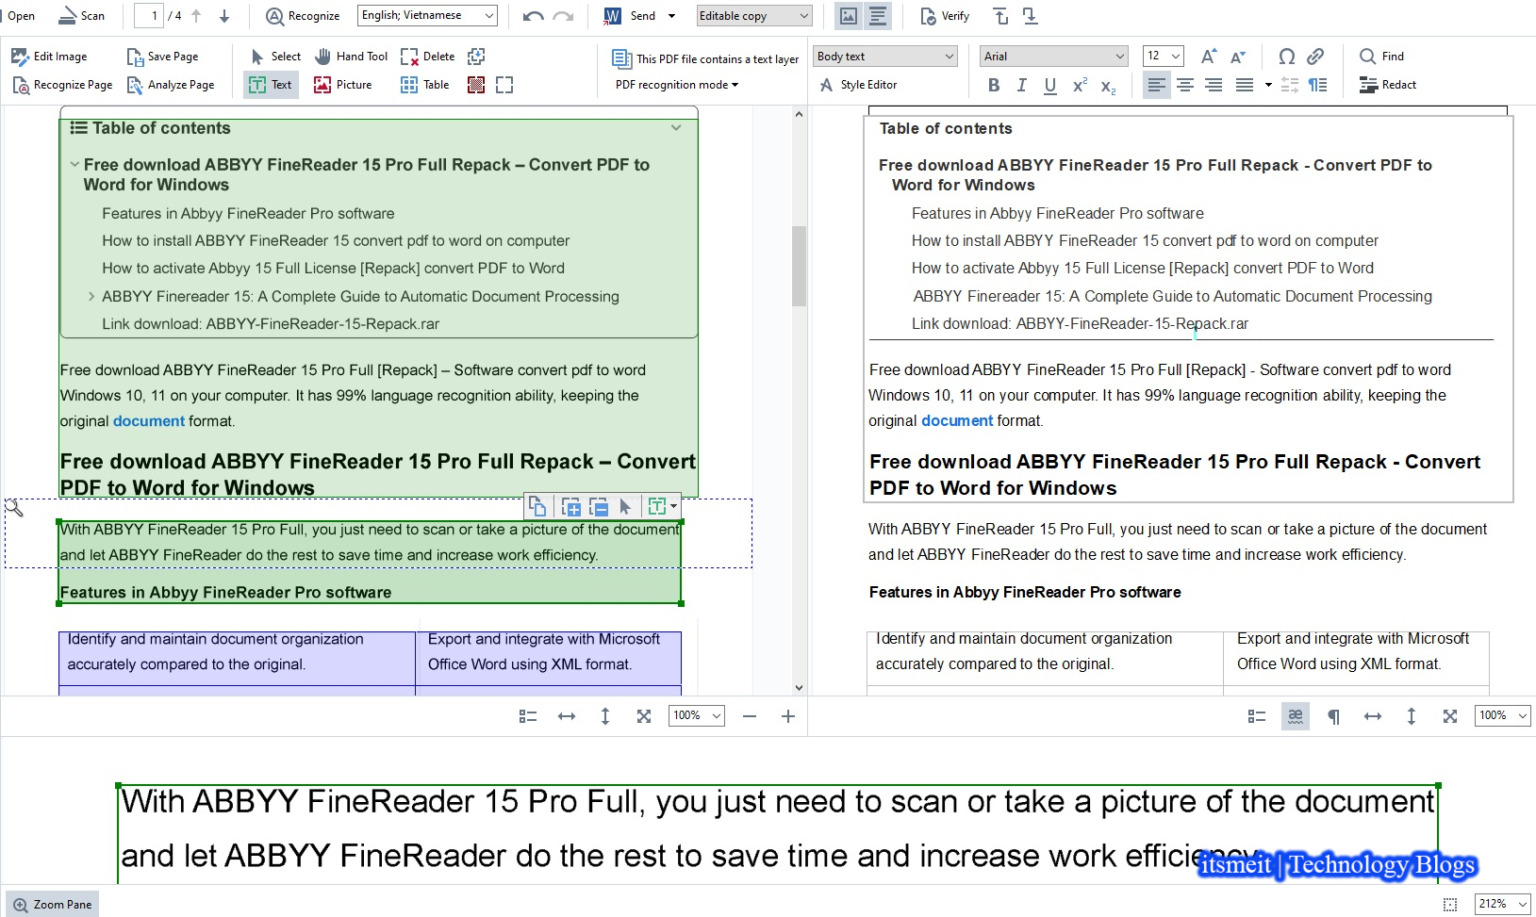 Open Scan 1 / 4 Recognize English; Vietnamese Send Editable copy Verify
Edit Image Save Page Select Hand Tool Delete This PDF file contains a text layer Body text Arial 12 Find
Recognize Page Analyze Page Text Picture Table PDF recognition mode Style Editor B I U x² x₂ Redact
Table of contents
Free download ABBYY FineReader 15 Pro Full Repack – Convert PDF to
Word for Windows
Features in Abbyy FineReader Pro software
How to install ABBYY FineReader 15 convert pdf to word on computer
How to activate Abbyy 15 Full License [Repack] convert PDF to Word
ABBYY Finereader 15: A Complete Guide to Automatic Document Processing
Link download: ABBYY-FineReader-15-Repack.rar
Free download ABBYY FineReader 15 Pro Full [Repack] – Software convert pdf to word
Windows 10, 11 on your computer. It has 99% language recognition ability, keeping the
original document format.
Free download ABBYY FineReader 15 Pro Full Repack – Convert
PDF to Word for Windows
With ABBYY FineReader 15 Pro Full, you just need to scan or take a picture of the document
and let ABBYY FineReader do the rest to save time and increase work efficiency.
Features in Abbyy FineReader Pro software
Identify and maintain document organization
accurately compared to the original.
Export and integrate with Microsoft
Office Word using XML format.
100%
Table of contents
Free download ABBYY FineReader 15 Pro Full Repack - Convert PDF to
Word for Windows
Features in Abbyy FineReader Pro software
How to install ABBYY FineReader 15 convert pdf to word on computer
How to activate Abbyy 15 Full License [Repack] convert PDF to Word
ABBYY Finereader 15: A Complete Guide to Automatic Document Processing
Link download: ABBYY-FineReader-15-Repack.rar
Free download ABBYY FineReader 15 Pro Full [Repack] - Software convert pdf to word
Windows 10, 11 on your computer. It has 99% language recognition ability, keeping the
original document format.
Free download ABBYY FineReader 15 Pro Full Repack - Convert
PDF to Word for Windows
With ABBYY FineReader 15 Pro Full, you just need to scan or take a picture of the document
and let ABBYY FineReader do the rest to save time and increase work efficiency.
Features in Abbyy FineReader Pro software
Identify and maintain document organization
accurately compared to the original.
Export and integrate with Microsoft
Office Word using XML format.
100%
With ABBYY FineReader 15 Pro Full, you just need to scan or take a picture of the document
and let ABBYY FineReader do the rest to save time and increase work
itsmeit | Technology Blogs
Zoom Pane 212%